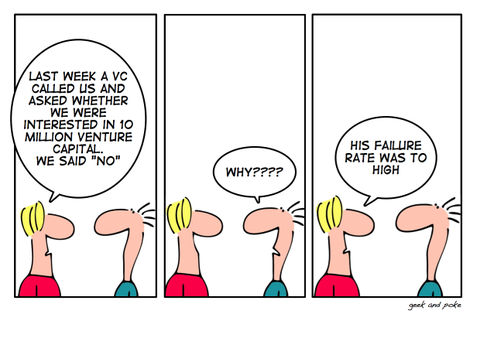 LAST WEEK A VC
CALLED US AND
ASKED WHETHER
WE WERE
INTERESTED IN 10
MILLION VENTURE
CAPITAL.
WE SAID "NO"
WHY????
HIS FAILURE
RATE WAS TO
HIGH
geek and poke